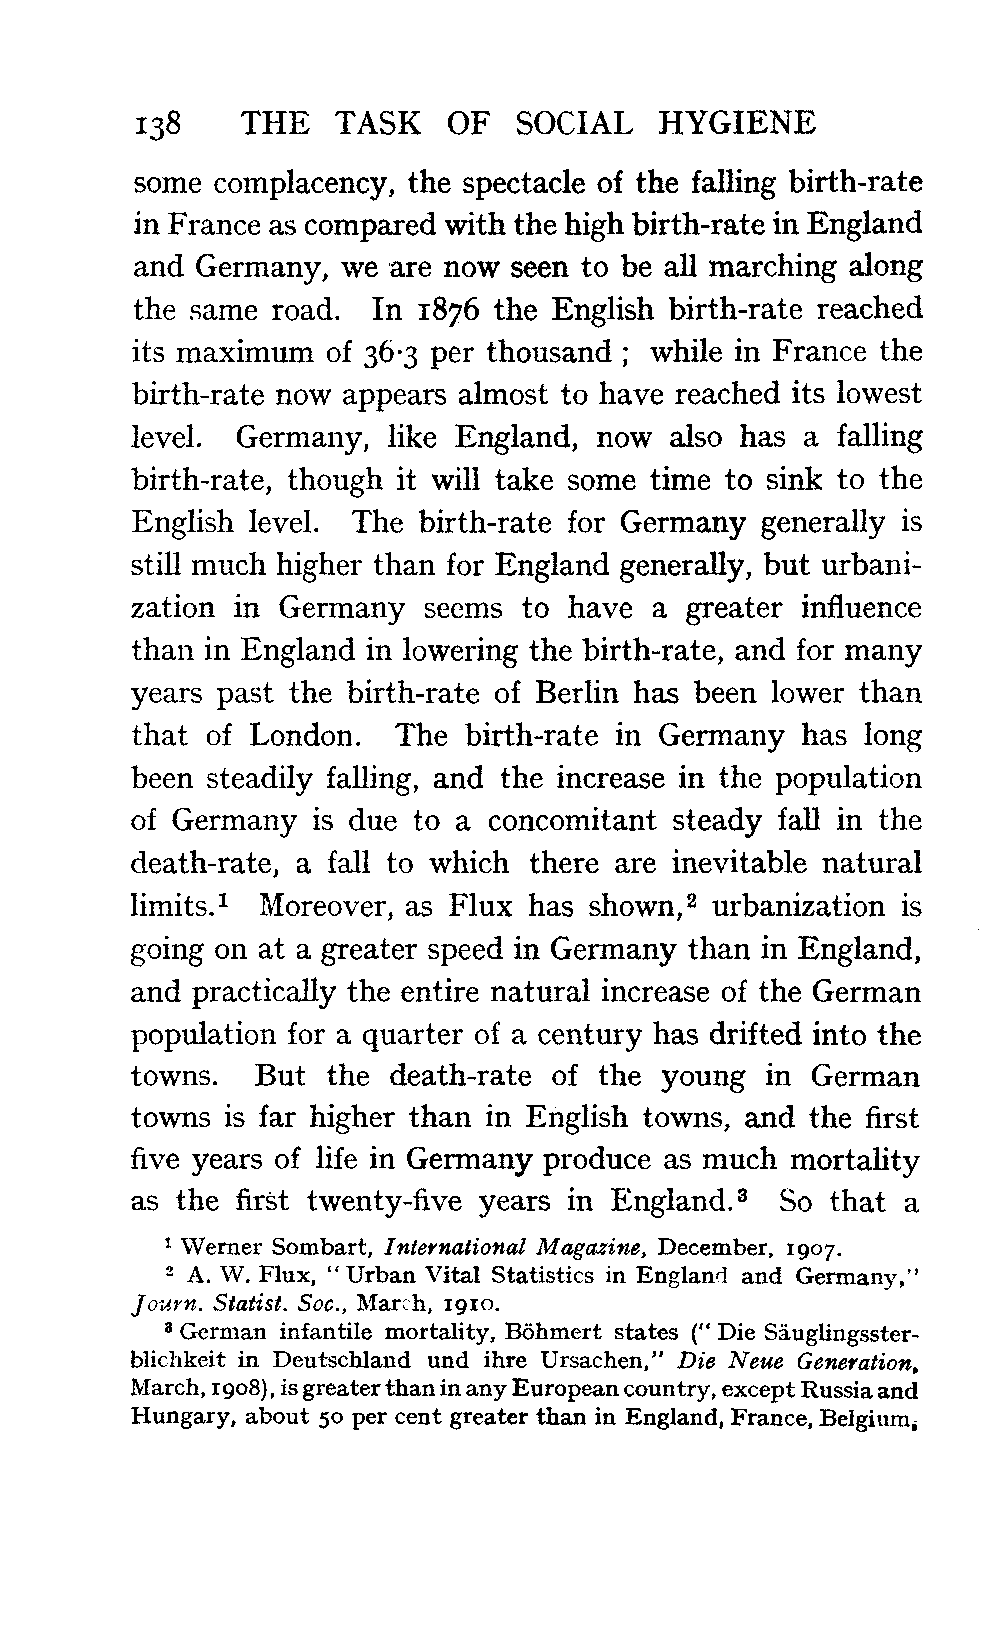 138 THE TASK OF SOCIAL HYGIENE
some complacency, the spectacle of the falling birth-rate
in France as compared with the high birth-rate in England
and Germany, we are now seen to be all marching along
the same road. In 1876 the English birth-rate reached
its maximum of 36·3 per thousand ; while in France the
birth-rate now appears almost to have reached its lowest
level. Germany, like England, now also has a falling
birth-rate, though it will take some time to sink to the
English level. The birth-rate for Germany generally is
still much higher than for England generally, but urbani-
zation in Germany seems to have a greater influence
than in England in lowering the birth-rate, and for many
years past the birth-rate of Berlin has been lower than
that of London. The birth-rate in Germany has long
been steadily falling, and the increase in the population
of Germany is due to a concomitant steady fall in the
death-rate, a fall to which there are inevitable natural
limits.¹ Moreover, as Flux has shown,² urbanization is
going on at a greater speed in Germany than in England,
and practically the entire natural increase of the German
population for a quarter of a century has drifted into the
towns. But the death-rate of the young in German
towns is far higher than in English towns, and the first
five years of life in Germany produce as much mortality
as the first twenty-five years in England.³ So that a
¹ Werner Sombart, International Magazine, December, 1907.
² A. W. Flux, "Urban Vital Statistics in England and Germany,"
Journ. Statist. Soc., March, 1910.
³ German infantile mortality, Böhmert states ("Die Säuglingsster-
blichkeit in Deutschland und ihre Ursachen," Die Neue Generation,
March, 1908), is greater than in any European country, except Russia and
Hungary, about 50 per cent greater than in England, France, Belgium,